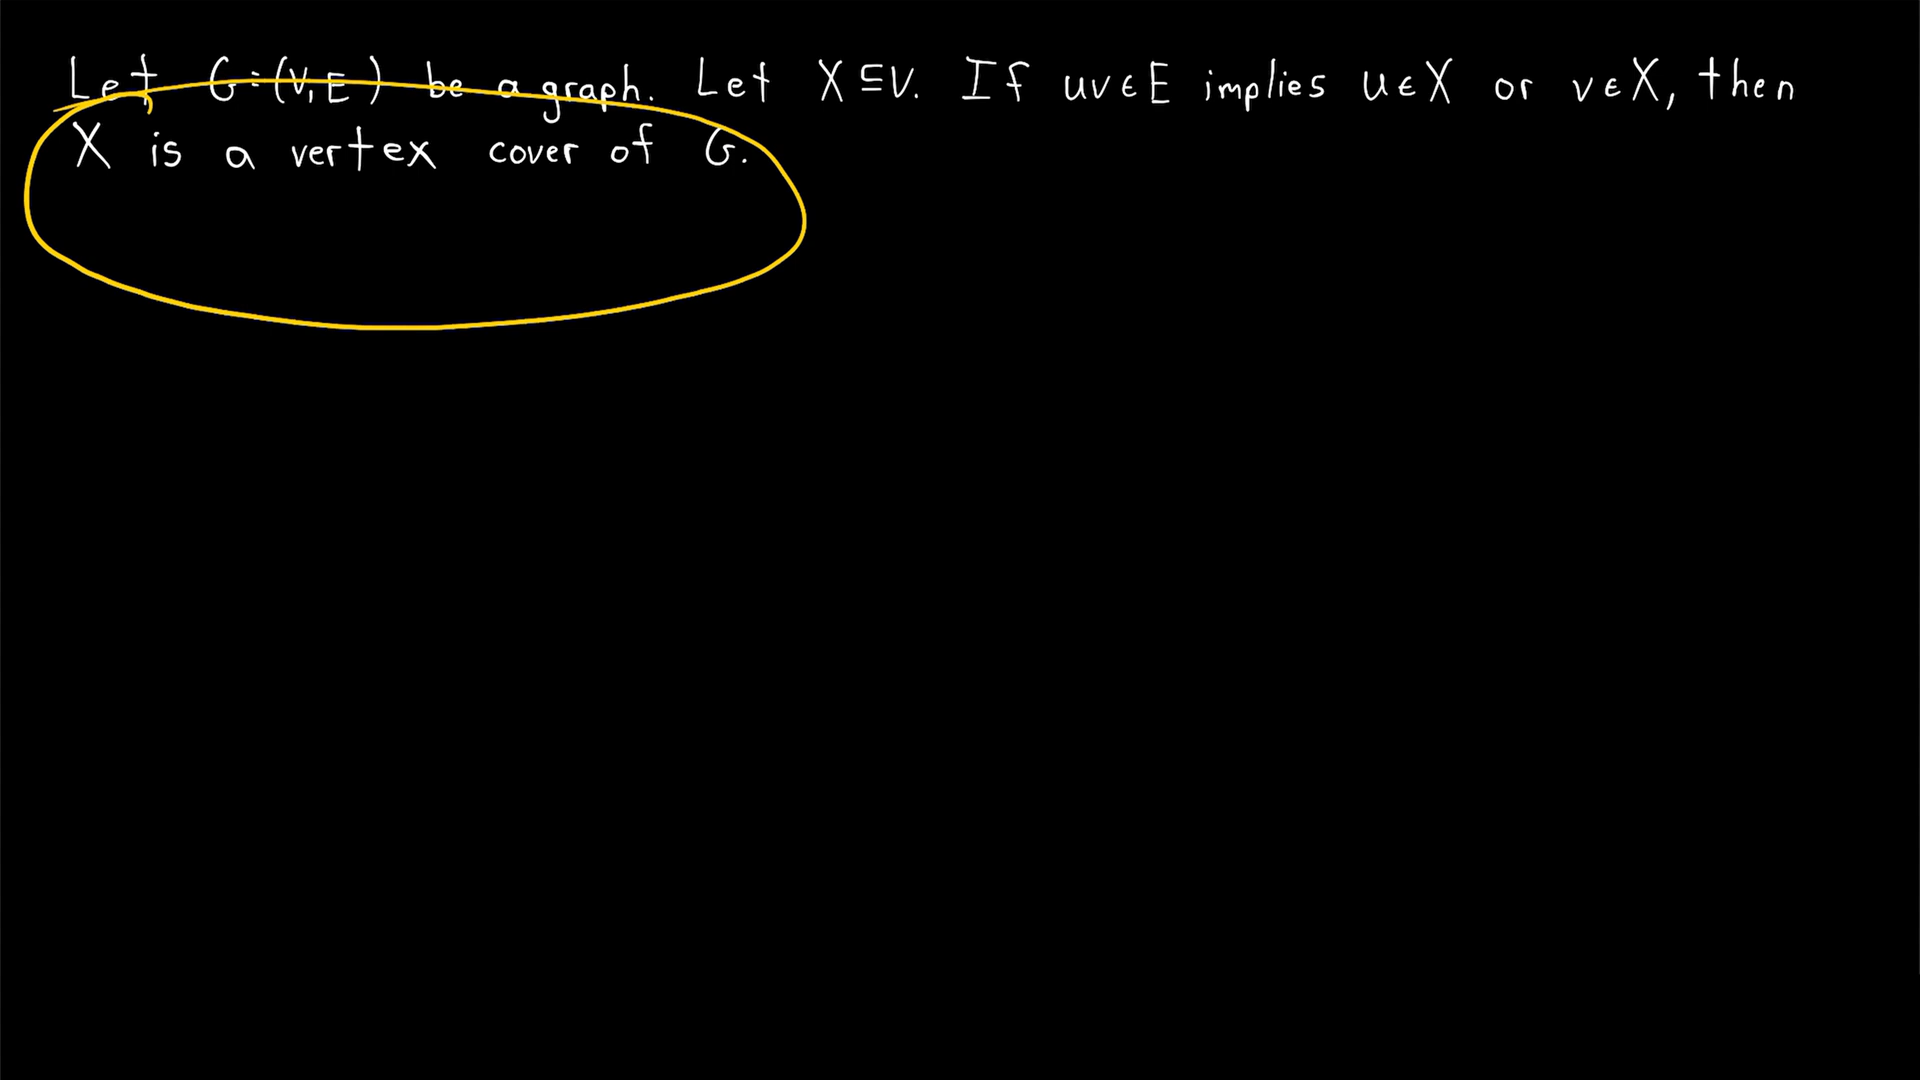 Let G=(V,E) be a graph. Let X⊆V. If uv∈E implies u∈X or v∈X, then
X is a vertex cover of G.